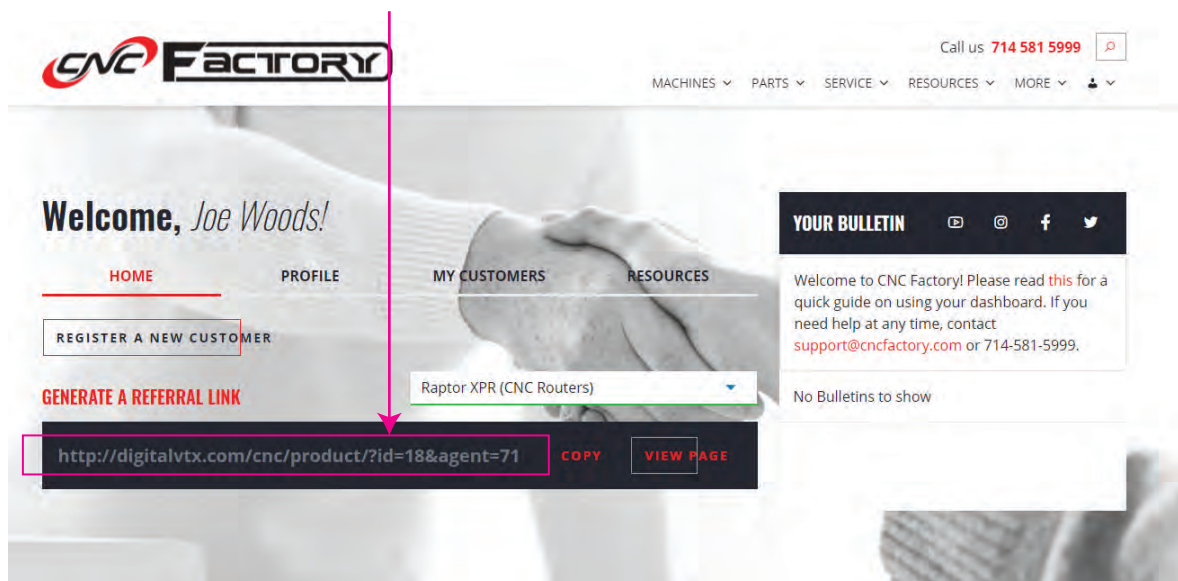 CNC FACTORY
Call us 714 581 5999
MACHINES PARTS SERVICE RESOURCES MORE
Welcome, Joe Woods!
HOME PROFILE MY CUSTOMERS RESOURCES
REGISTER A NEW CUSTOMER
GENERATE A REFERRAL LINK
Raptor XPR (CNC Routers)
http://digitalvtx.com/cnc/product/?id=18&agent=71 COPY VIEW PAGE
YOUR BULLETIN
Welcome to CNC Factory! Please read this for a
quick guide on using your dashboard. If you
need help at any time, contact
support@cncfactory.com or 714-581-5999.
No Bulletins to show